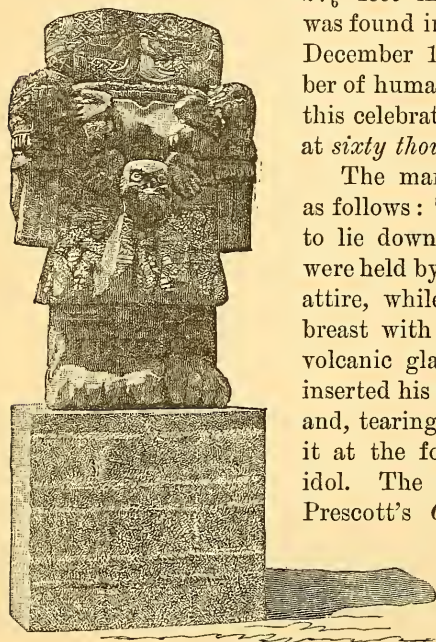 was found in
December 1
ber of huma
this celebrat
at sixty thou
The mar
as follows :
to lie down
were held by
attire, while
breast with
volcanic gla
inserted his
and, tearing
it at the fo
idol. The
Prescott's